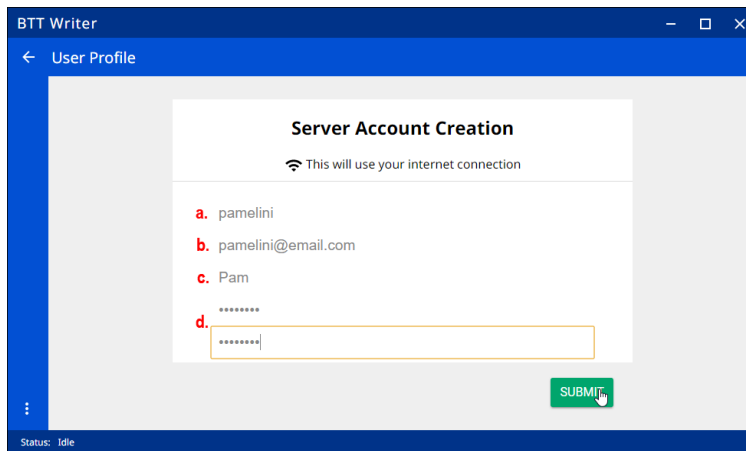 BTT Writer
User Profile
Server Account Creation
This will use your internet connection
a. pamelini
b. pamelini@email.com
c. Pam
••••••••
d.
••••••••
SUBMIT
Status: Idle